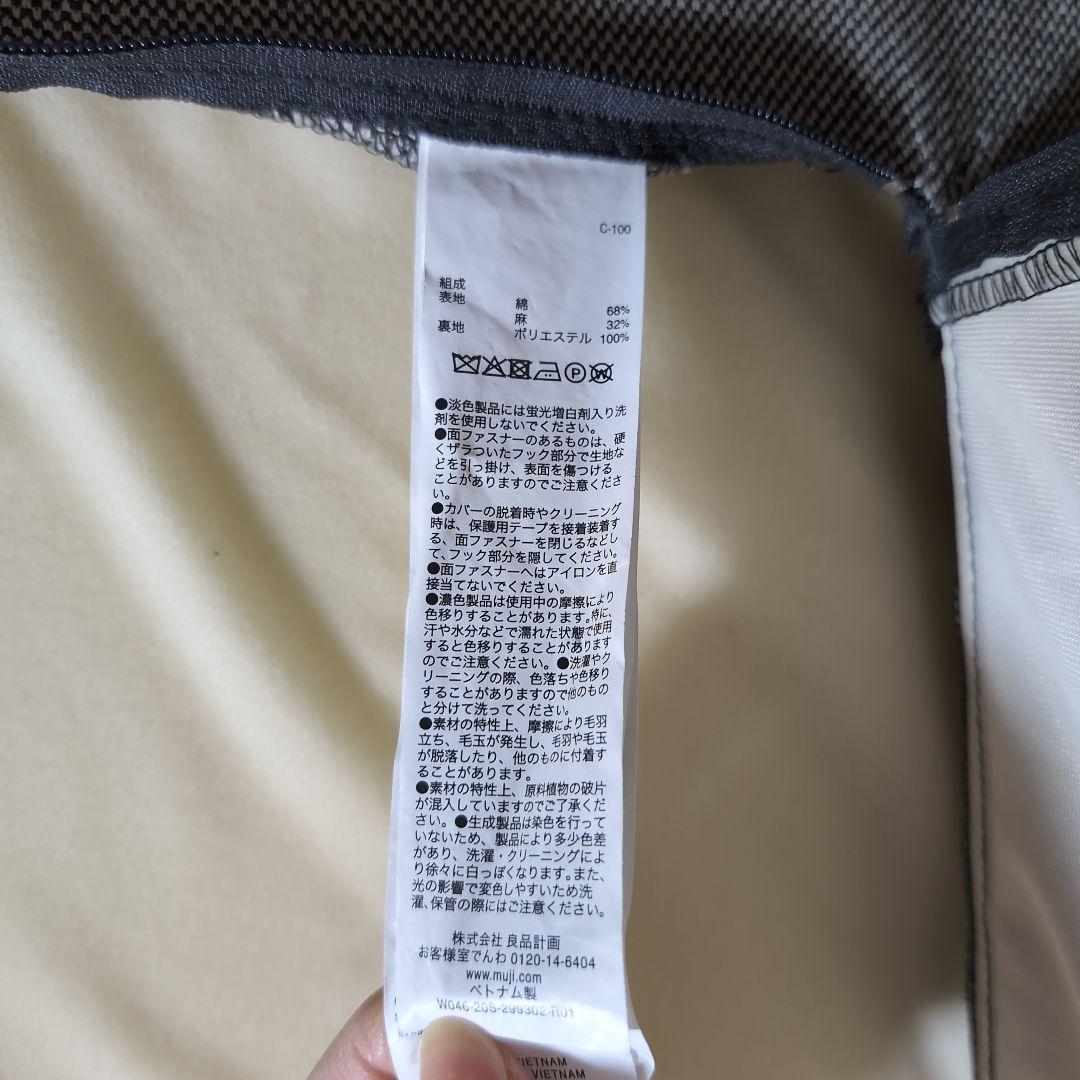 C-100
組成
表地 綿 68%
麻 32%
裏地 ポリエステル 100%
P W
●淡色製品には蛍光増白剤入り洗
剤を使用しないでください。
●面ファスナーのあるものは、硬
くザラついたフック部分で生地な
どを引っ掛け、表面を傷つける
ことがありますのでご注意くださ
い。
●カバーの脱着時やクリーニング
時は、保護用テープを接着装着す
る、面ファスナーを閉じるなどし
て、フック部分を隠してください。
●面ファスナーへはアイロンを直
接当てないでください。
●濃色製品は使用中の摩擦により
色移りすることがあります。特に、
汗や水分などで濡れた状態で使用
すると色移りすることがあります
のでご注意ください。●洗濯やク
リーニングの際、色落ちや色移り
することがありますので他のもの
と分けて洗ってください。
●素材の特性上、摩擦により毛羽
立ち、毛玉が発生し、毛羽や毛玉
が脱落したり、他のものに付着す
ることがあります。
●素材の特性上、原料植物の破片
が混入していますのでご了承くだ
さい。●生成製品は染色を行って
いないため、製品により多少色差
があり、洗濯・クリーニングによ
り徐々に白っぽくなります。また、
光の影響で変色しやすいため洗
濯、保管の際にはご注意ください。
株式会社 良品計画
お客様室でんわ 0120-14-6404
www.muji.com
ベトナム製
W046-20S-299302-R01
VIETNAM
VIETNAM